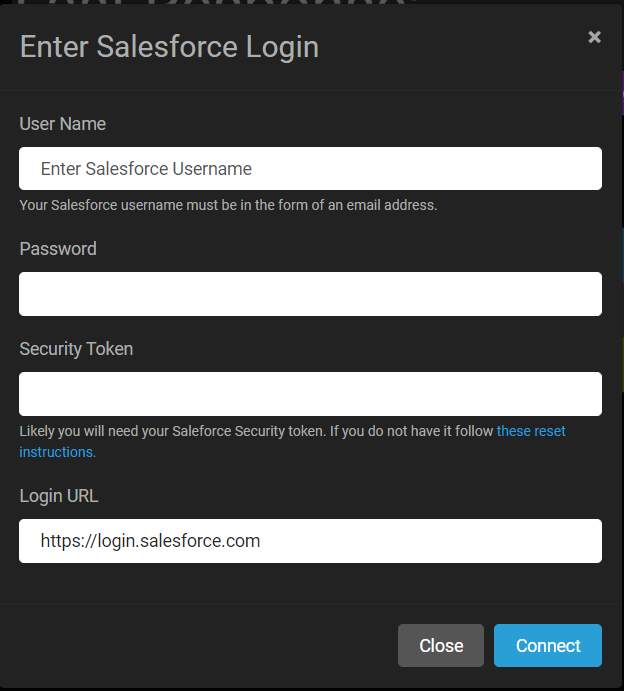 Enter Salesforce Login
×
User Name
Enter Salesforce Username
Your Salesforce username must be in the form of an email address.
Password
Security Token
Likely you will need your Saleforce Security token. If you do not have it follow these reset
instructions.
Login URL
https://login.salesforce.com
Close Connect